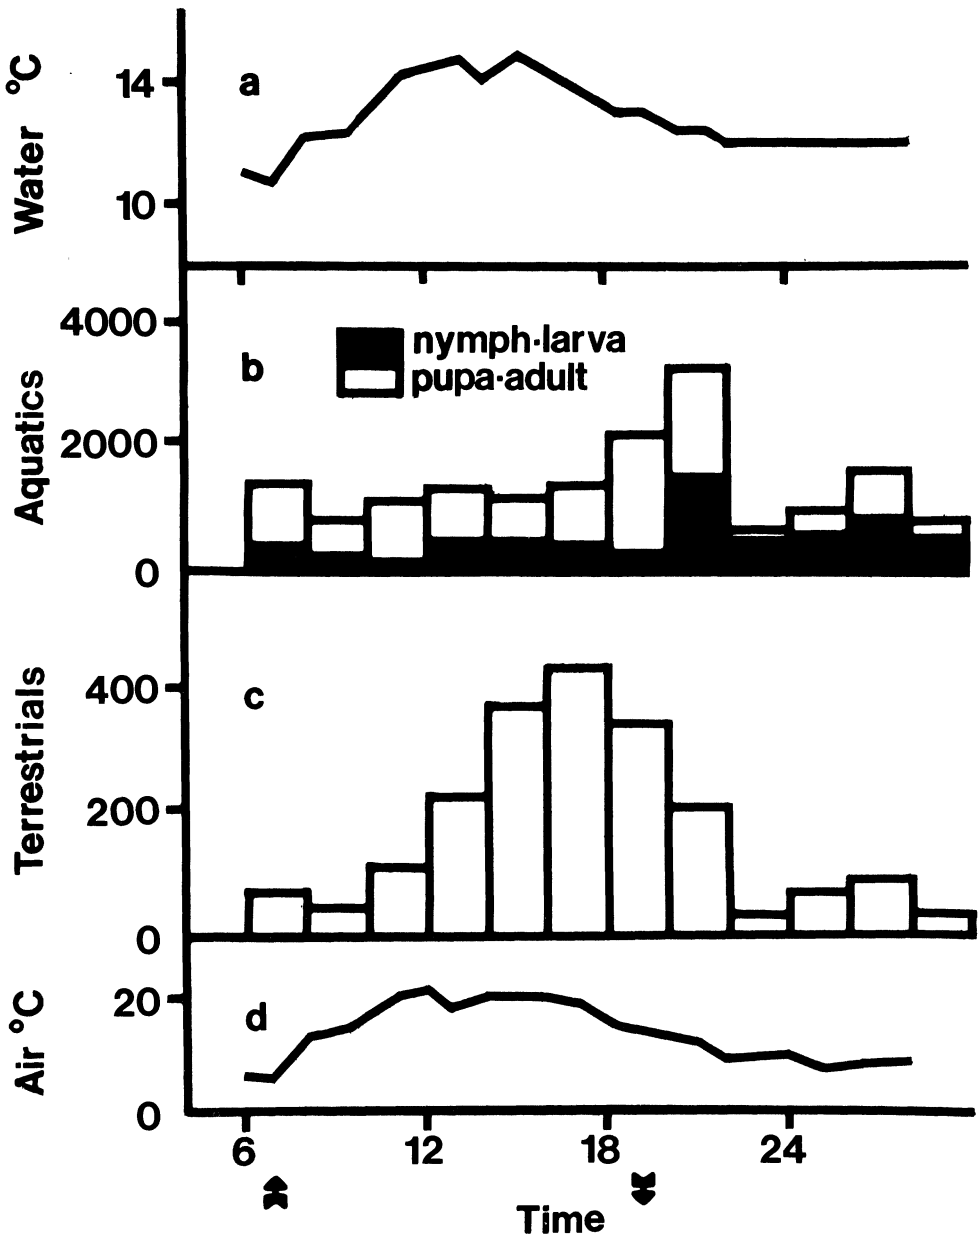 Water °C
14
10
a
Aquatics
4000
2000
0
b
nymph·larva
pupa·adult
Terrestrials
400
200
0
c
Air °C
20
0
d
6
12
18
24
Time